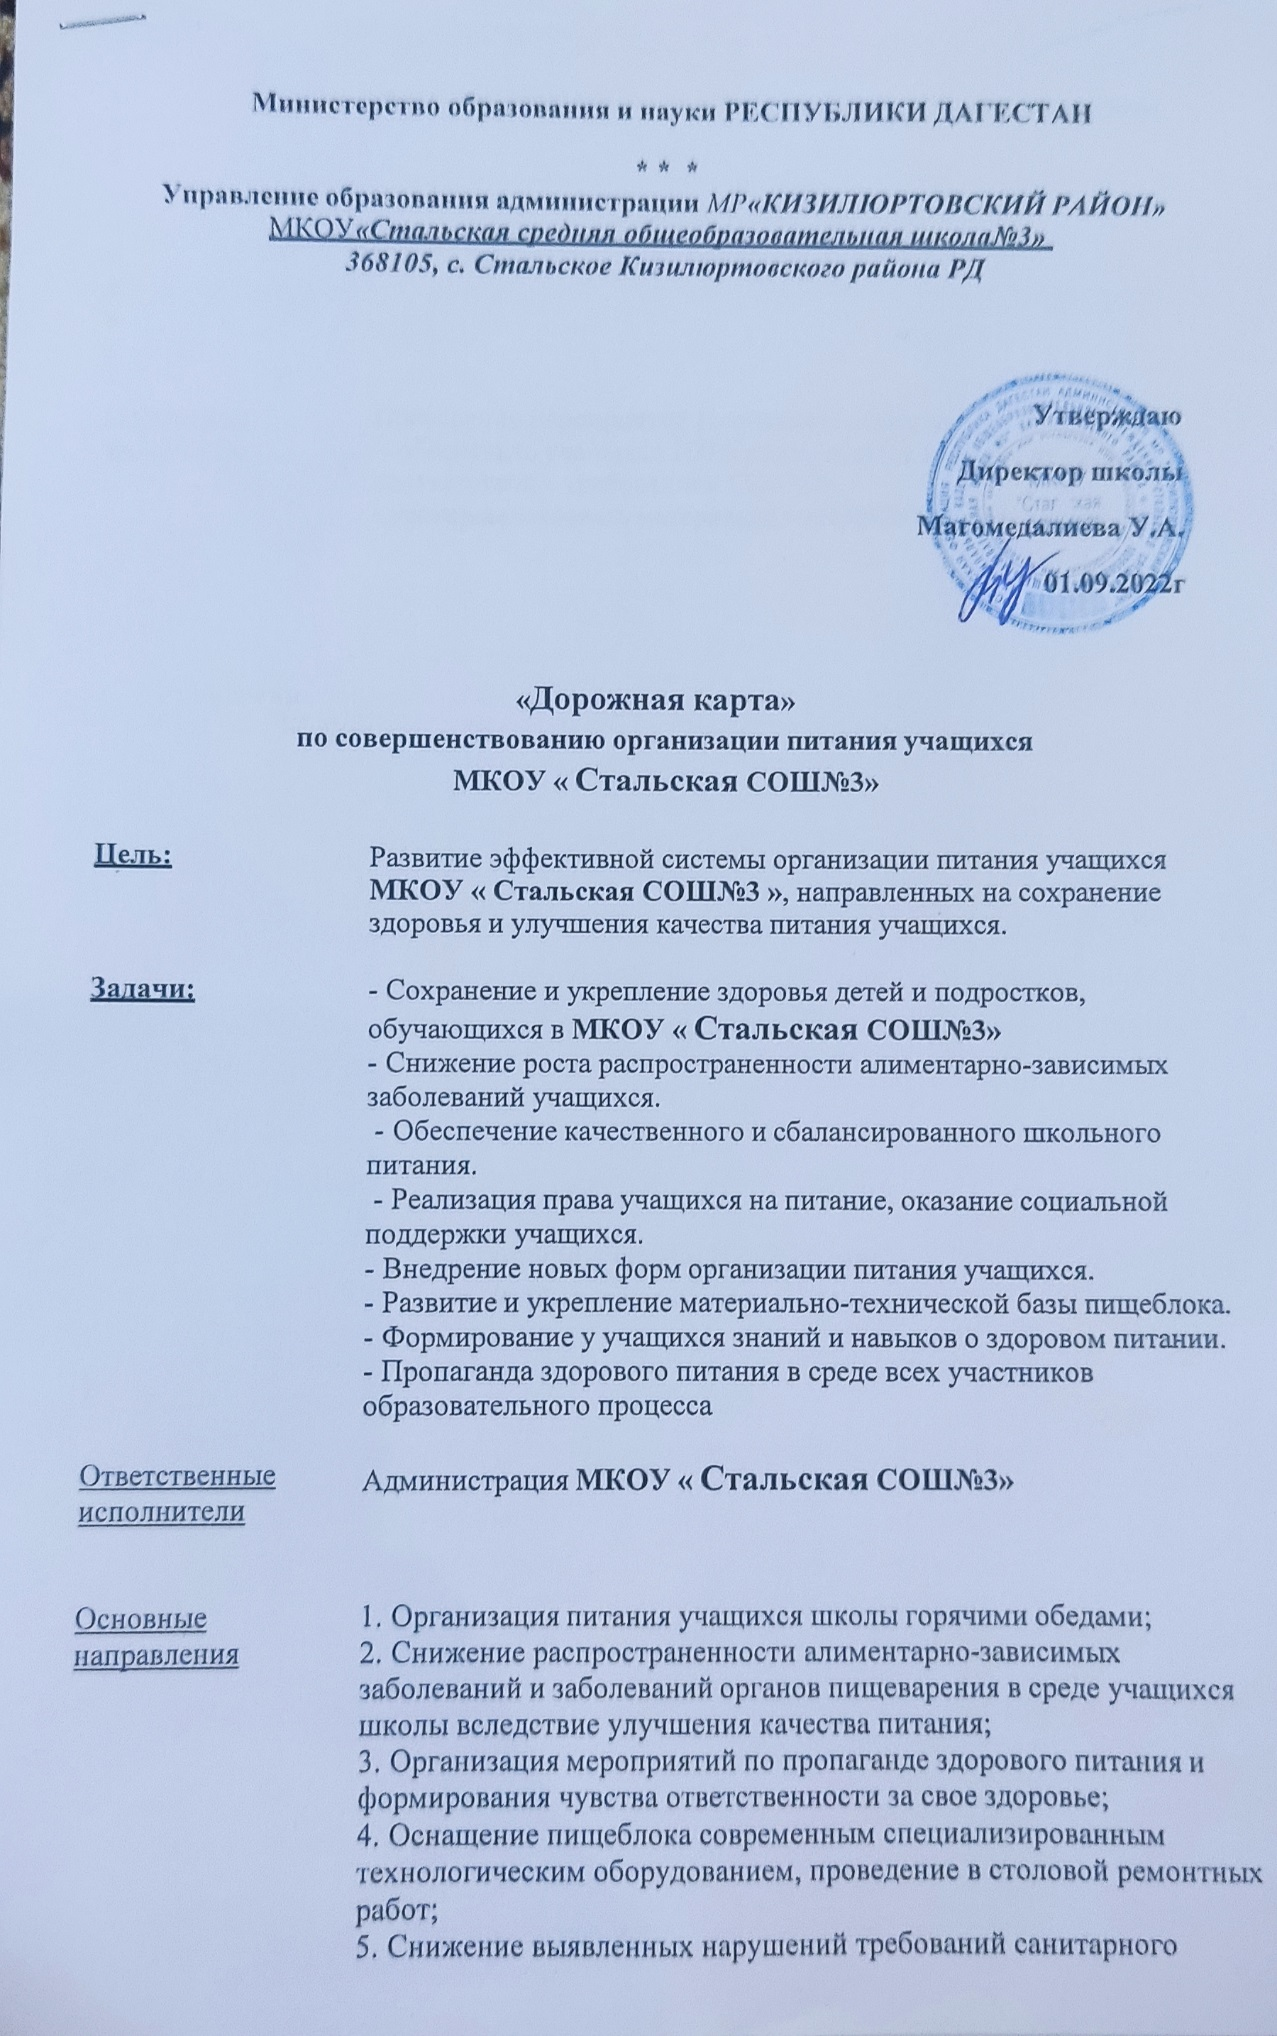 Министерство образования и науки РЕСПУБЛИКИ ДАГЕСТАН
* * *
Управление образования администрации МР«КИЗИЛЮРТОВСКИЙ РАЙОН»
МКОУ«Стальская средняя общеобразовательная школа№3»
368105, с. Стальское Кизилюртовского района РД
Утверждаю
Директор школы
Магомедалиева У.А.
01.09.2022г
«Дорожная карта»
по совершенствованию организации питания учащихся
МКОУ « Стальская СОШ№3»
Цель:
Развитие эффективной системы организации питания учащихся
МКОУ « Стальская СОШ№3 », направленных на сохранение
здоровья и улучшения качества питания учащихся.
Задачи:
- Сохранение и укрепление здоровья детей и подростков,
обучающихся в МКОУ « Стальская СОШ№3»
- Снижение роста распространенности алиментарно-зависимых
заболеваний учащихся.
- Обеспечение качественного и сбалансированного школьного
питания.
- Реализация права учащихся на питание, оказание социальной
поддержки учащихся.
- Внедрение новых форм организации питания учащихся.
- Развитие и укрепление материально-технической базы пищеблока.
- Формирование у учащихся знаний и навыков о здоровом питании.
- Пропаганда здорового питания в среде всех участников
образовательного процесса
Ответственные
исполнители
Администрация МКОУ « Стальская СОШ№3»
Основные
направления
1. Организация питания учащихся школы горячими обедами;
2. Снижение распространенности алиментарно-зависимых
заболеваний и заболеваний органов пищеварения в среде учащихся
школы вследствие улучшения качества питания;
3. Организация мероприятий по пропаганде здорового питания и
формирования чувства ответственности за свое здоровье;
4. Оснащение пищеблока современным специализированным
технологическим оборудованием, проведение в столовой ремонтных
работ;
5. Снижение выявленных нарушений требований санитарного